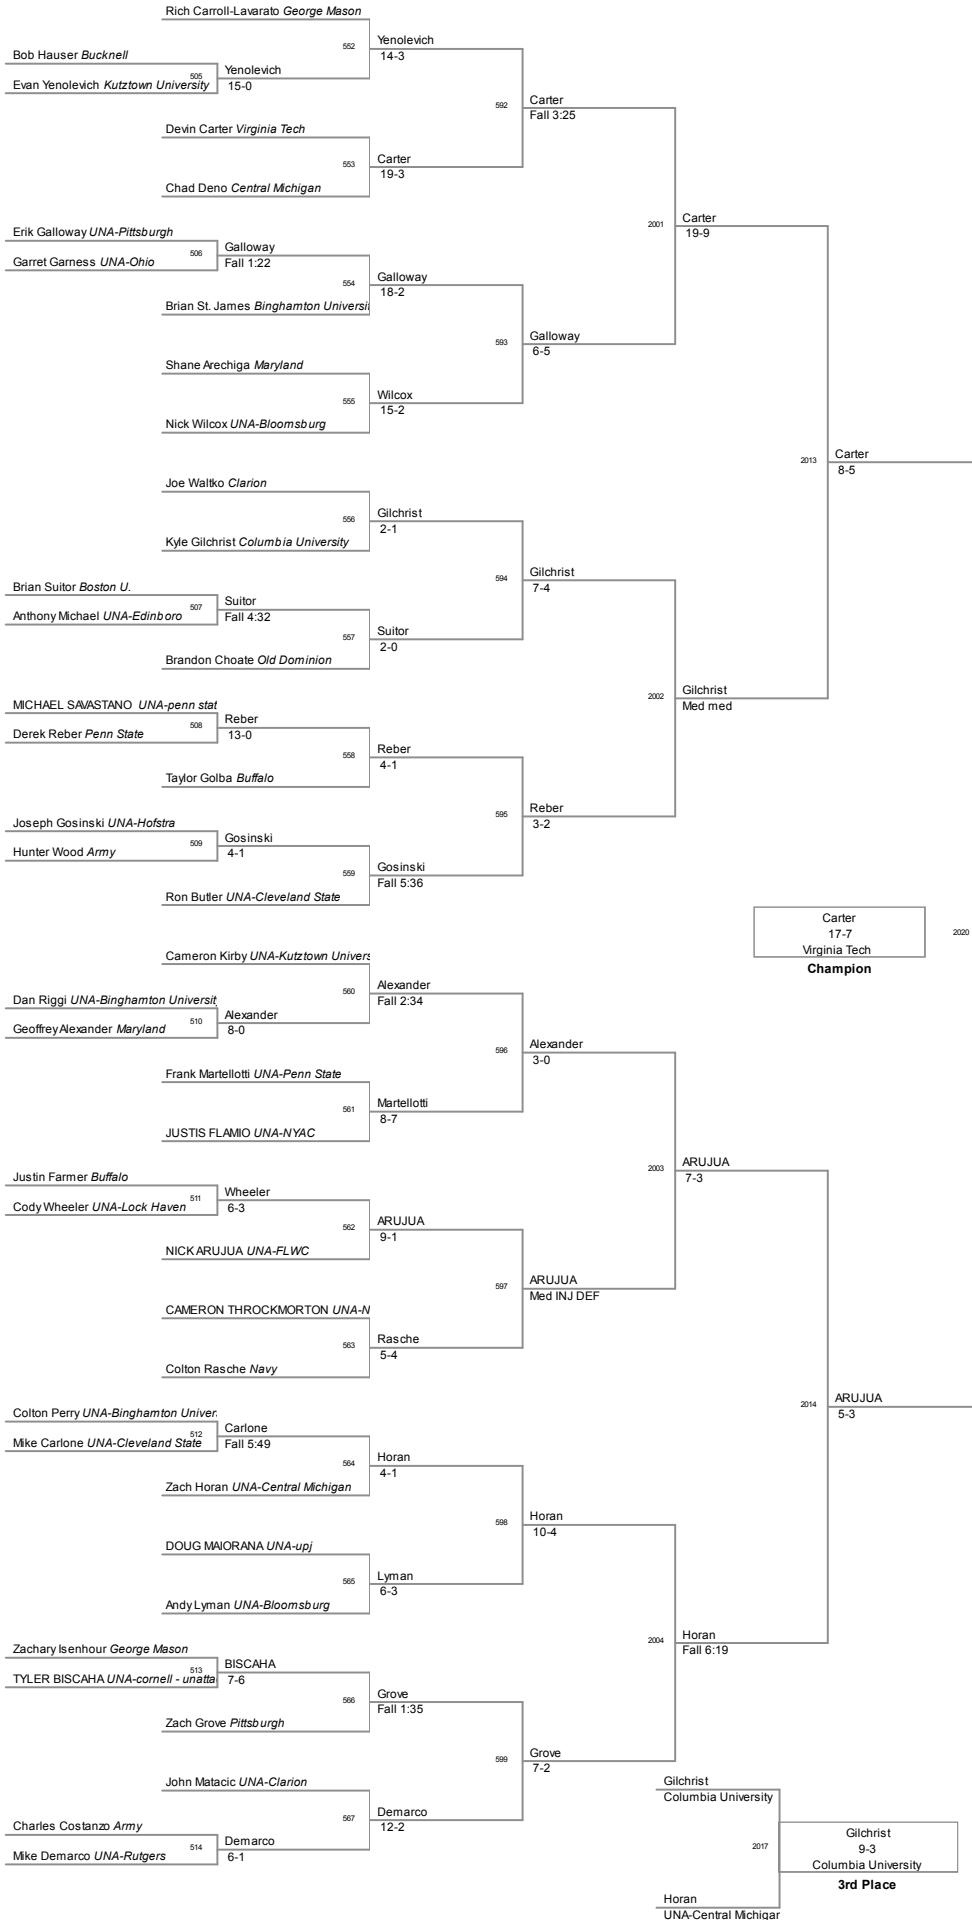 Rich Carroll-Lavarato George Mason
552
Yenolevich
14-3
Bob Hauser Bucknell
505
Yenolevich
Evan Yenolevich Kutztown University
15-0
592
Carter
Fall 3:25
Devin Carter Virginia Tech
553
Carter
19-3
Chad Deno Central Michigan
2001
Carter
19-9
Erik Galloway UNA-Pittsburgh
506
Galloway
Garret Garness UNA-Ohio
Fall 1:22
554
Galloway
18-2
Brian St. James Binghamton Universi
593
Galloway
6-5
Shane Arechiga Maryland
555
Wilcox
15-2
Nick Wilcox UNA-Bloomsburg
2013
Carter
8-5
Joe Waltko Clarion
556
Gilchrist
2-1
Kyle Gilchrist Columbia University
594
Gilchrist
7-4
Brian Suitor Boston U.
507
Suitor
Anthony Michael UNA-Edinboro
Fall 4:32
557
Suitor
2-0
Brandon Choate Old Dominion
2002
Gilchrist
Med med
MICHAEL SAVASTANO UNA-penn stat
508
Reber
Derek Reber Penn State
13-0
558
Reber
4-1
Taylor Golba Buffalo
595
Reber
3-2
Joseph Gosinski UNA-Hofstra
509
Gosinski
Hunter Wood Army
4-1
559
Gosinski
Fall 5:36
Ron Butler UNA-Cleveland State
Carter
17-7
Virginia Tech
Champion
2020
Cameron Kirby UNA-Kutztown Univers
560
Alexander
Fall 2:34
Dan Riggi UNA-Binghamton Universit
510
Alexander
Geoffrey Alexander Maryland
8-0
596
Alexander
3-0
Frank Martellotti UNA-Penn State
561
Martellotti
8-7
JUSTIS FLAMIO UNA-NYAC
2003
ARUJUA
7-3
Justin Farmer Buffalo
511
Wheeler
Cody Wheeler UNA-Lock Haven
6-3
562
ARUJUA
9-1
NICK ARUJUA UNA-FLWC
597
ARUJUA
Med INJ DEF
CAMERON THROCKMORTON UNA-N
563
Rasche
5-4
Colton Rasche Navy
2014
ARUJUA
5-3
Colton Perry UNA-Binghamton Univer
512
Carlone
Mike Carlone UNA-Cleveland State
Fall 5:49
564
Horan
4-1
Zach Horan UNA-Central Michigan
598
Horan
10-4
DOUG MAIORANA UNA-upj
565
Lyman
6-3
Andy Lyman UNA-Bloomsburg
2004
Horan
Fall 6:19
Zachary Isenhour George Mason
513
BISCAHA
TYLER BISCAHA UNA-cornell - unatta
7-6
566
Grove
Fall 1:35
Zach Grove Pittsburgh
599
Grove
7-2
John Matacic UNA-Clarion
567
Demarco
12-2
Charles Costanzo Army
514
Demarco
Mike Demarco UNA-Rutgers
6-1
Gilchrist
Columbia University
2017
Gilchrist
9-3
Columbia University
3rd Place
Horan
UNA-Central Michigar